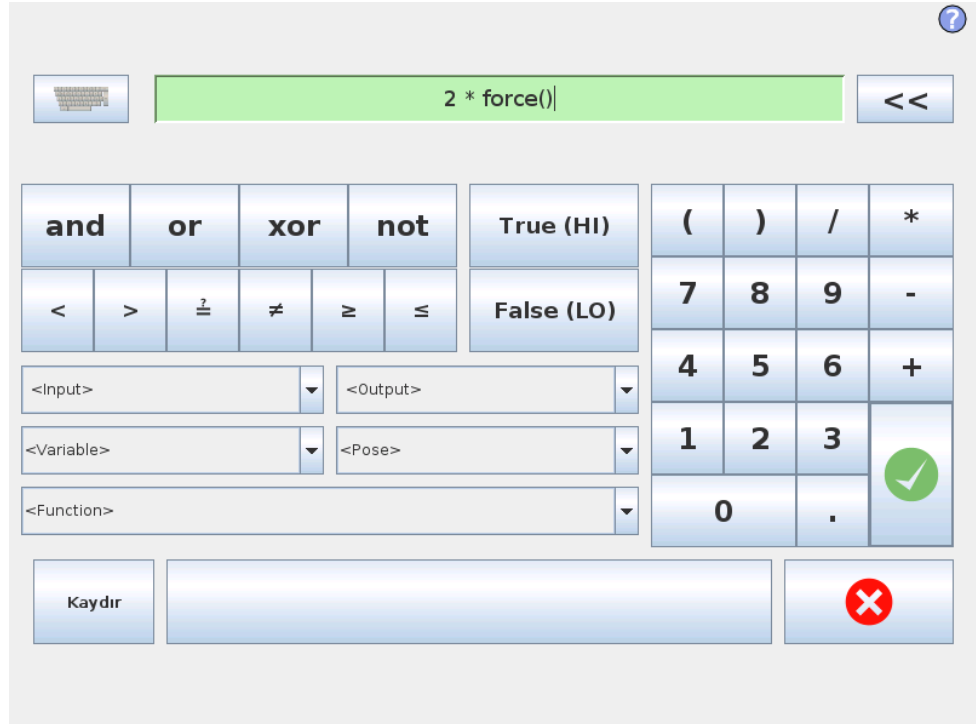 ?
2 * force()
<<
and or xor not True (HI) ( ) / *
7 8 9 -
< > ≟ ≠ ≥ ≤ False (LO)
4 5 6 +
<Input> <Output>
1 2 3
<Variable> <Pose>
<Function>
0 .
Kaydır